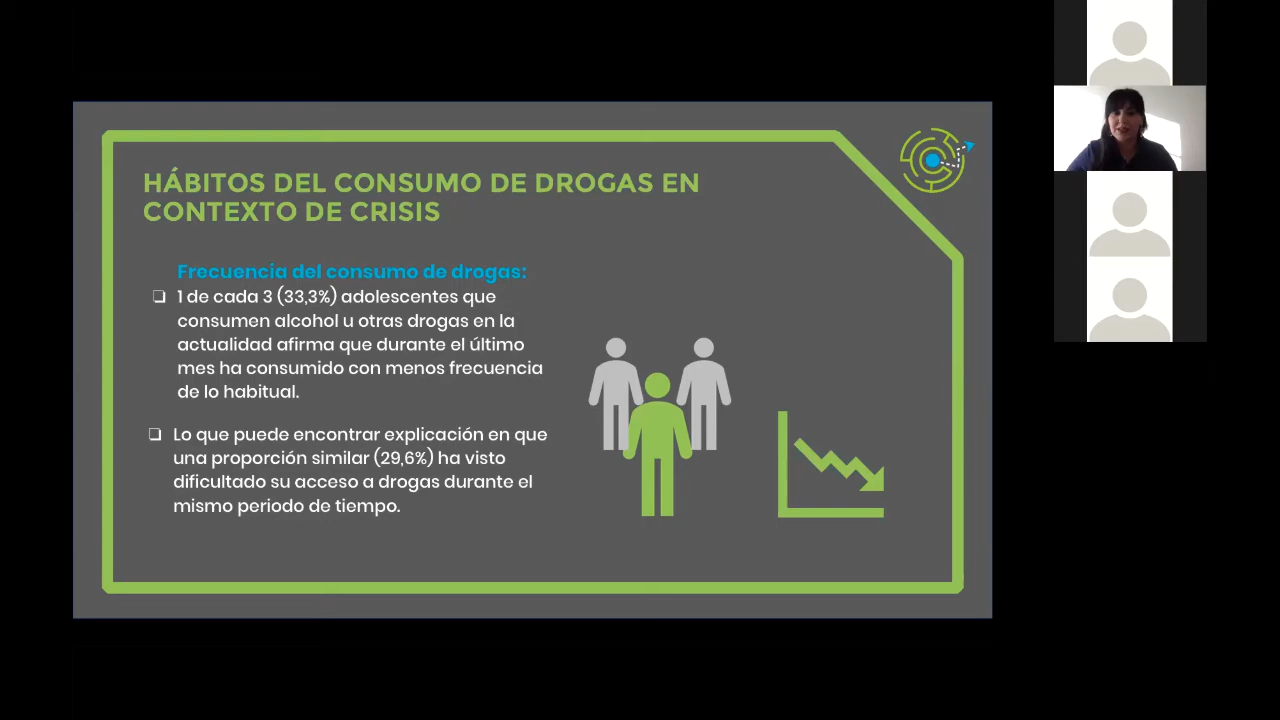 HÁBITOS DEL CONSUMO DE DROGAS EN
CONTEXTO DE CRISIS
Frecuencia del consumo de drogas:
❏ 1 de cada 3 (33,3%) adolescentes que
consumen alcohol u otras drogas en la
actualidad afirma que durante el último
mes ha consumido con menos frecuencia
de lo habitual.
❏ Lo que puede encontrar explicación en que
una proporción similar (29,6%) ha visto
dificultado su acceso a drogas durante el
mismo periodo de tiempo.